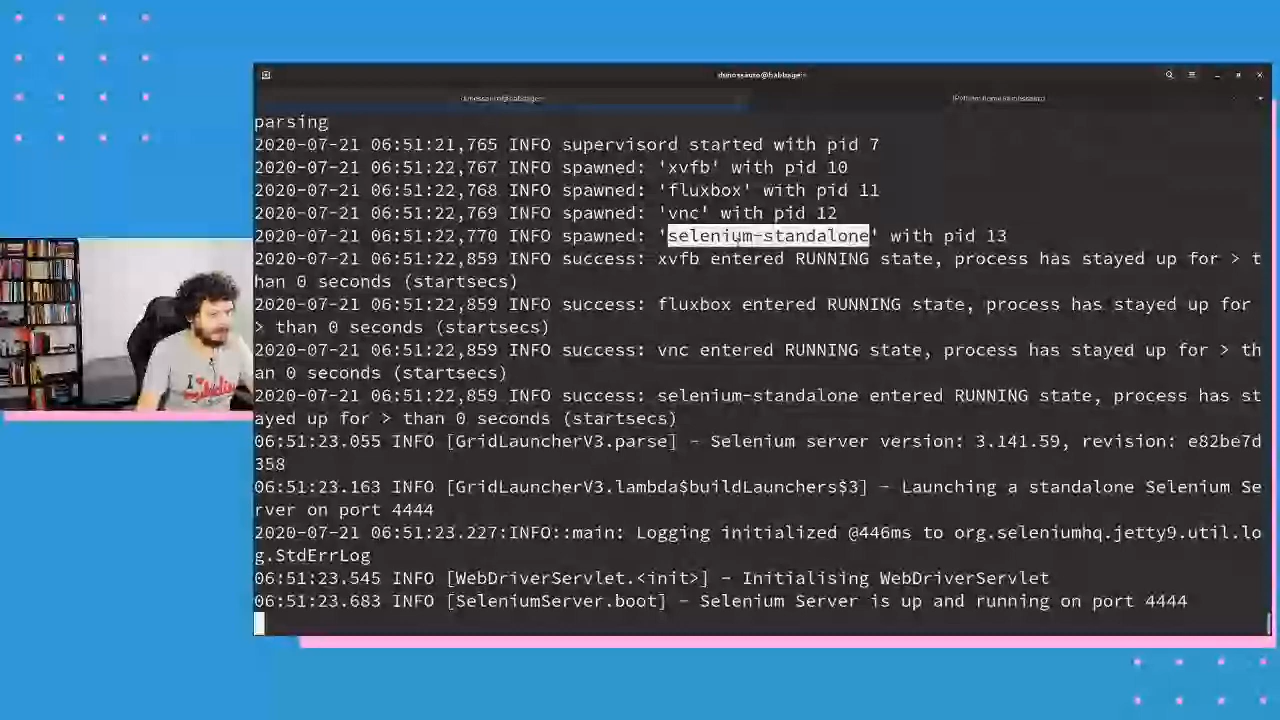 dunossauro@babbage:~
dunossauro@babbage:~
parsing
2020-07-21 06:51:21,765 INFO supervisord started with pid 7
2020-07-21 06:51:22,767 INFO spawned: 'xvfb' with pid 10
2020-07-21 06:51:22,768 INFO spawned: 'fluxbox' with pid 11
2020-07-21 06:51:22,769 INFO spawned: 'vnc' with pid 12
2020-07-21 06:51:22,770 INFO spawned: 'selenium-standalone' with pid 13
2020-07-21 06:51:22,859 INFO success: xvfb entered RUNNING state, process has stayed up for > t
han 0 seconds (startsecs)
2020-07-21 06:51:22,859 INFO success: fluxbox entered RUNNING state, process has stayed up for
> than 0 seconds (startsecs)
2020-07-21 06:51:22,859 INFO success: vnc entered RUNNING state, process has stayed up for > th
an 0 seconds (startsecs)
2020-07-21 06:51:22,859 INFO success: selenium-standalone entered RUNNING state, process has st
ayed up for > than 0 seconds (startsecs)
06:51:23.055 INFO [GridLauncherV3.parse] - Selenium server version: 3.141.59, revision: e82be7d
358
06:51:23.163 INFO [GridLauncherV3.lambda$buildLaunchers$3] - Launching a standalone Selenium Se
rver on port 4444
2020-07-21 06:51:23.227:INFO::main: Logging initialized @446ms to org.seleniumhq.jetty9.util.lo
g.StdErrLog
06:51:23.545 INFO [WebDriverServlet.<init>] - Initialising WebDriverServlet
06:51:23.683 INFO [SeleniumServer.boot] - Selenium Server is up and running on port 4444